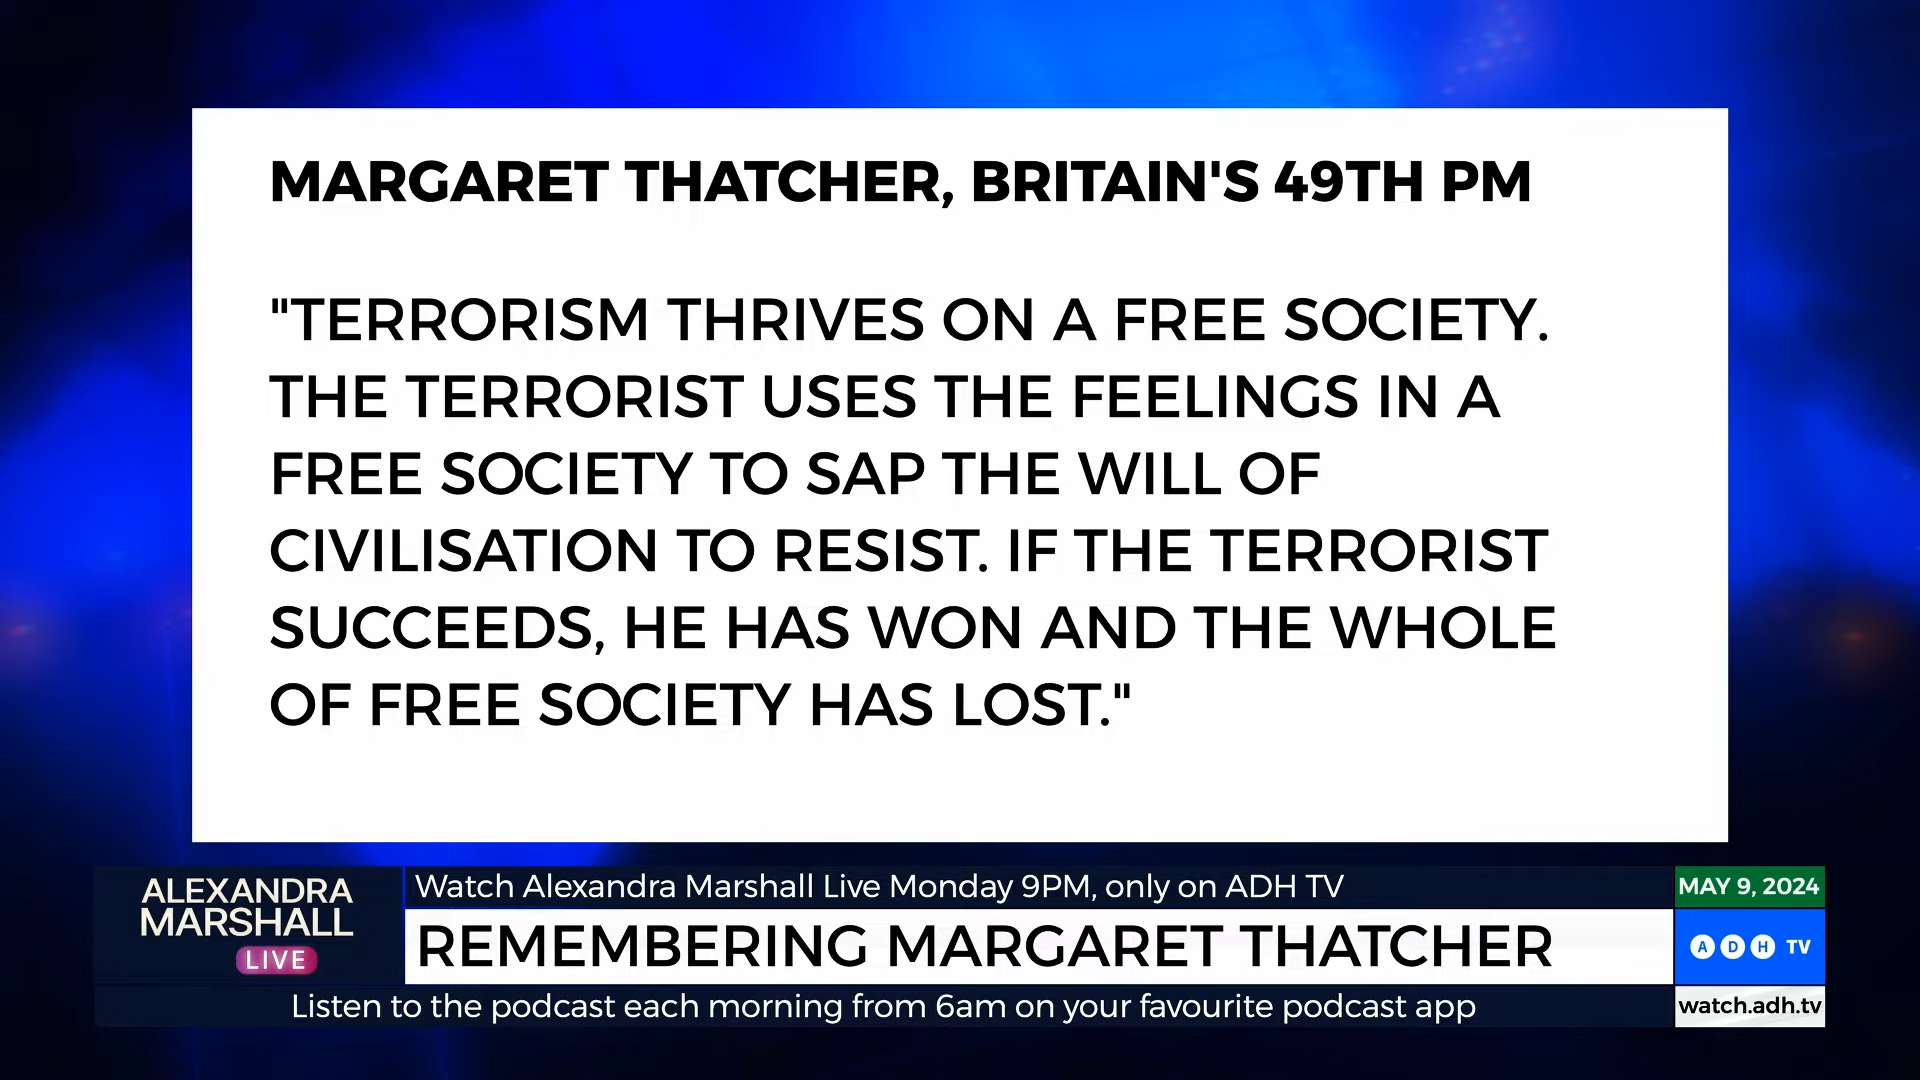 MARGARET THATCHER, BRITAIN'S 49TH PM
"TERRORISM THRIVES ON A FREE SOCIETY.
THE TERRORIST USES THE FEELINGS IN A
FREE SOCIETY TO SAP THE WILL OF
CIVILISATION TO RESIST. IF THE TERRORIST
SUCCEEDS, HE HAS WON AND THE WHOLE
OF FREE SOCIETY HAS LOST."
ALEXANDRA
MARSHALL
LIVE
Watch Alexandra Marshall Live Monday 9PM, only on ADH TV
REMEMBERING MARGARET THATCHER
Listen to the podcast each morning from 6am on your favourite podcast app
MAY 9, 2024
ADH TV
watch.adh.tv